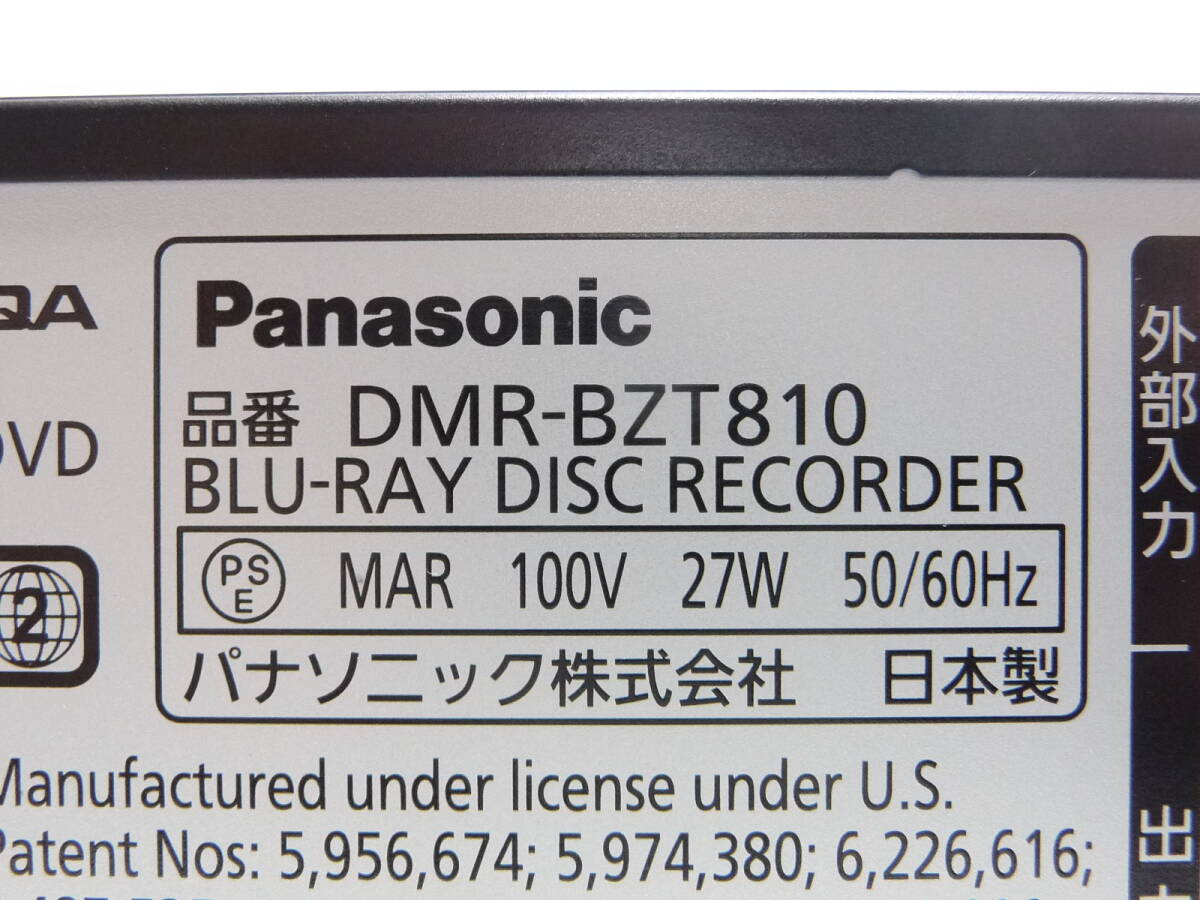 Panasonic
品番 DMR-BZT810
BLU-RAY DISC RECORDER
PSE MAR 100V 27W 50/60Hz
パナソニック株式会社 日本製
QA
DVD
2
Manufactured under license under U.S.
Patent Nos: 5,956,674; 5,974,380; 6,226,616;
外部入力
出